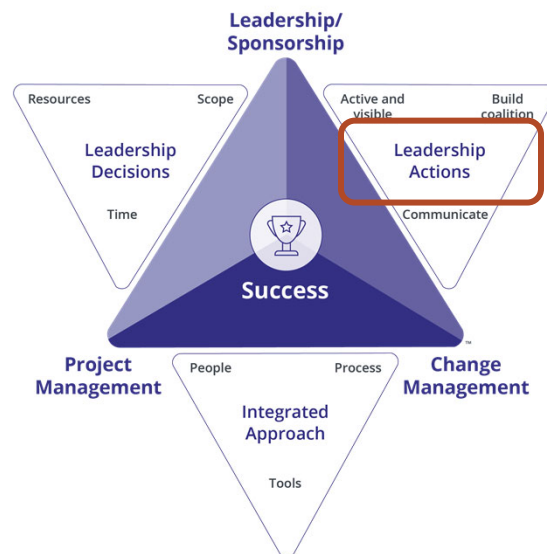 Leadership/
Sponsorship
Resources
Scope
Leadership
Decisions
Time
Active and
visible
Build
coalition
Leadership
Actions
Communicate
Success
™
Project
Management
Change
Management
People
Process
Integrated
Approach
Tools